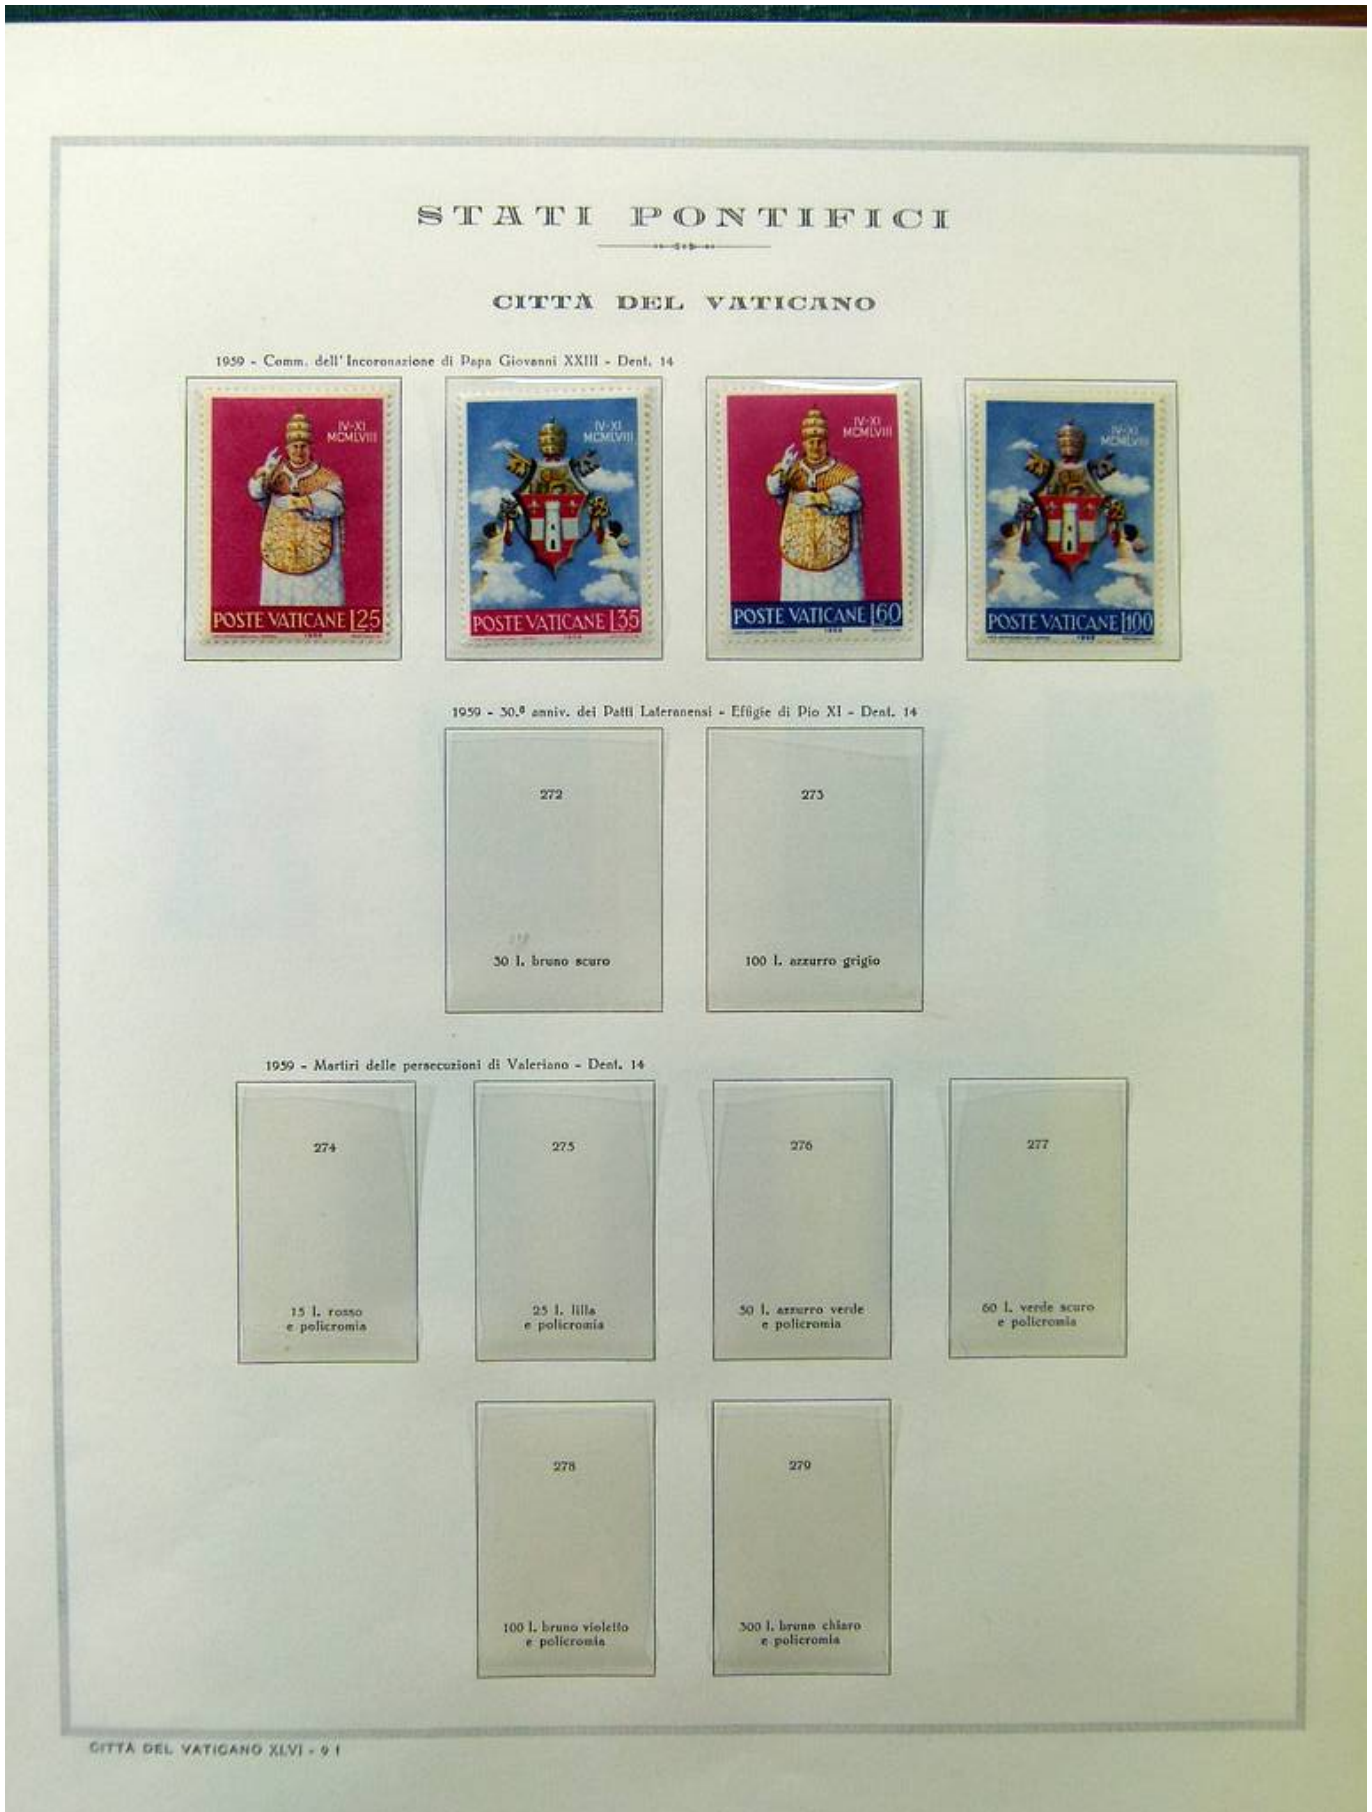 STATI PONTIFICI
CITTÀ DEL VATICANO
1959 - Comm. dell'Incoronazione di Papa Giovanni XXIII - Dent. 14
IV-XI
MCMLVIII
POSTE VATICANE L25
IV-XI
MCMLVIII
POSTE VATICANE L35
IV-XI
MCMLVIII
POSTE VATICANE L60
IV-XI
MCMLVIII
POSTE VATICANE L100
1959 - 30.º anniv. dei Patti Lateranensi - Effigie di Pio XI - Dent. 14
272
30 l. bruno scuro
273
100 l. azzurro grigio
1959 - Martiri delle persecuzioni di Valeriano - Dent. 14
274
15 l. rosso
e policromia
275
25 l. lilla
e policromia
276
50 l. azzurro verde
e policromia
277
60 l. verde scuro
e policromia
278
100 l. bruno violetto
e policromia
279
300 l. bruno chiaro
e policromia
CITTÀ DEL VATICANO XLVI - 91